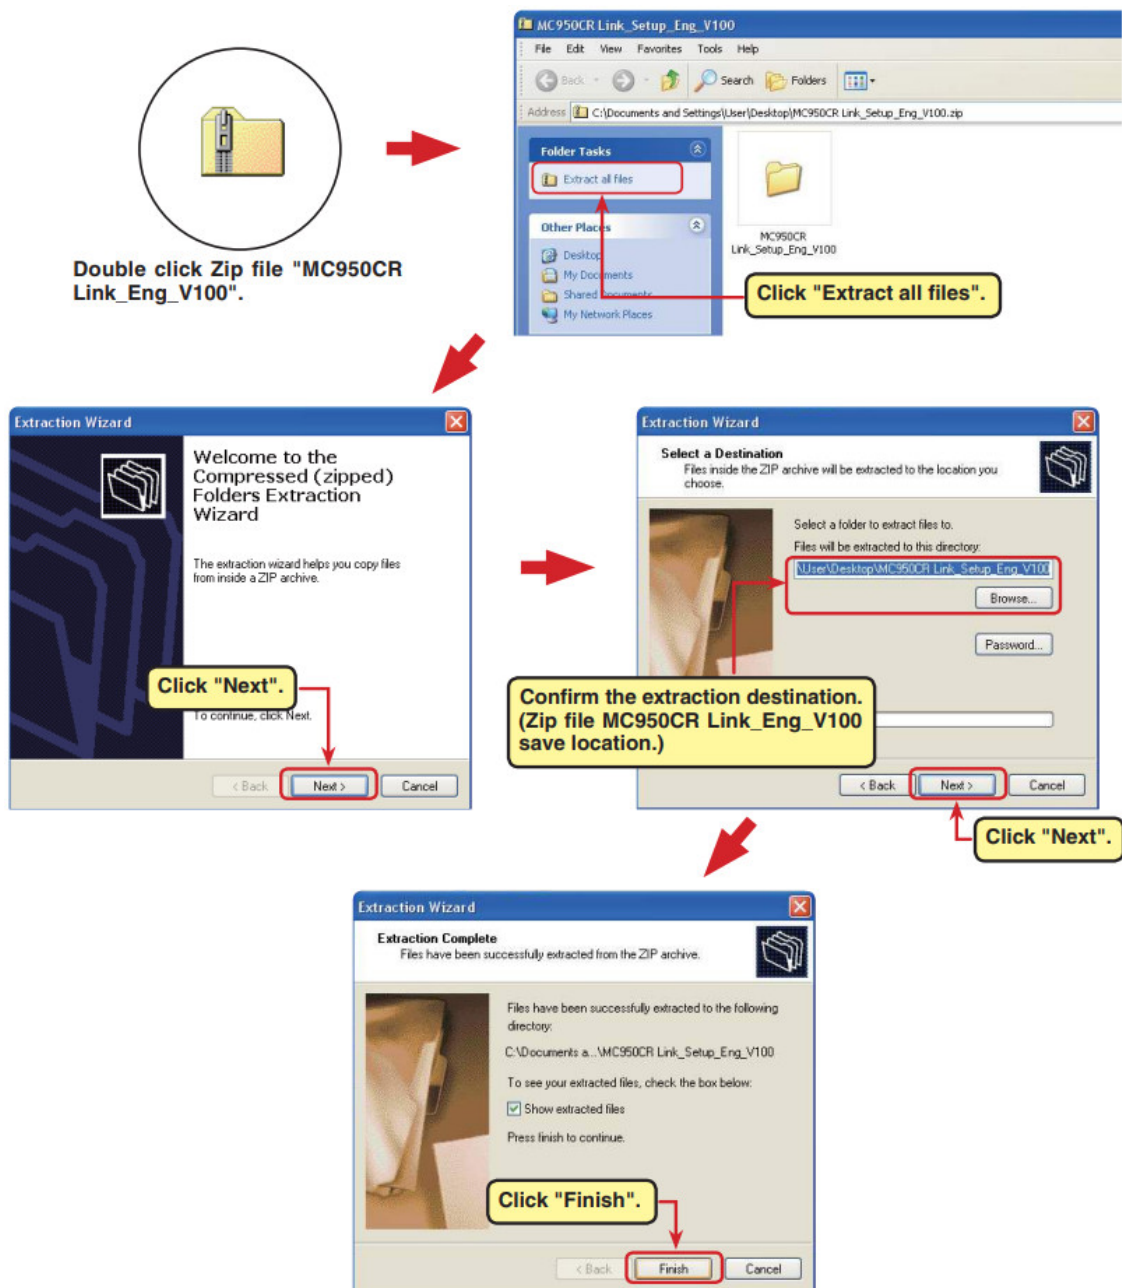 Double click Zip file "MC950CR
Link_Eng_V100".
MC950CR Link_Setup_Eng_V100
File Edit View Favorites Tools Help
Back Search Folders
Address C:\Documents and Settings\User\Desktop\MC950CR Link_Setup_Eng_V100.zip
Folder Tasks
Extract all files
Other Places
Desktop
My Documents
Shared Documents
My Network Places
MC950CR
Link_Setup_Eng_V100
Click "Extract all files".
Extraction Wizard
Welcome to the
Compressed (zipped)
Folders Extraction
Wizard
The extraction wizard helps you copy files
from inside a ZIP archive.
Click "Next".
To continue, click Next.
< Back Next > Cancel
Extraction Wizard
Select a Destination
Files inside the ZIP archive will be extracted to the location you
choose.
Select a folder to extract files to.
Files will be extracted to this directory:
\User\Desktop\MC950CR Link_Setup_Eng_V100
Browse...
Password...
Confirm the extraction destination.
(Zip file MC950CR Link_Eng_V100
save location.)
< Back Next > Cancel
Click "Next".
Extraction Wizard
Extraction Complete
Files have been successfully extracted from the ZIP archive.
Files have been successfully extracted to the following
directory:
C:\Documents a...\MC950CR Link_Setup_Eng_V100
To see your extracted files, check the box below:
Show extracted files
Press finish to continue.
Click "Finish".
< Back Finish Cancel